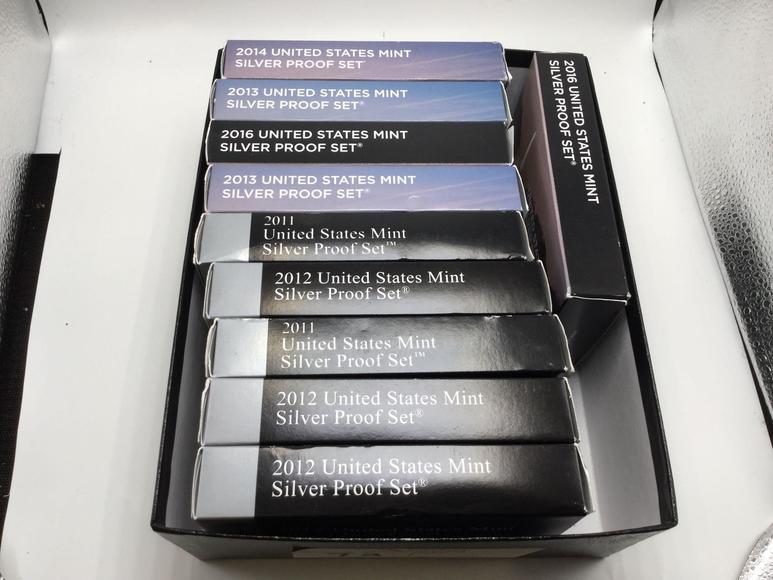 2014 UNITED STATES MINT
SILVER PROOF SET
2013 UNITED STATES MINT
SILVER PROOF SET®
2016 UNITED STATES MINT
SILVER PROOF SET®
2013 UNITED STATES MINT
SILVER PROOF SET®
2011
United States Mint
Silver Proof Set™
2012 United States Mint
Silver Proof Set®
2011
United States Mint
Silver Proof Set™
2012 United States Mint
Silver Proof Set®
2012 United States Mint
Silver Proof Set®
2016 UNITED STATES MINT
SILVER PROOF SET®